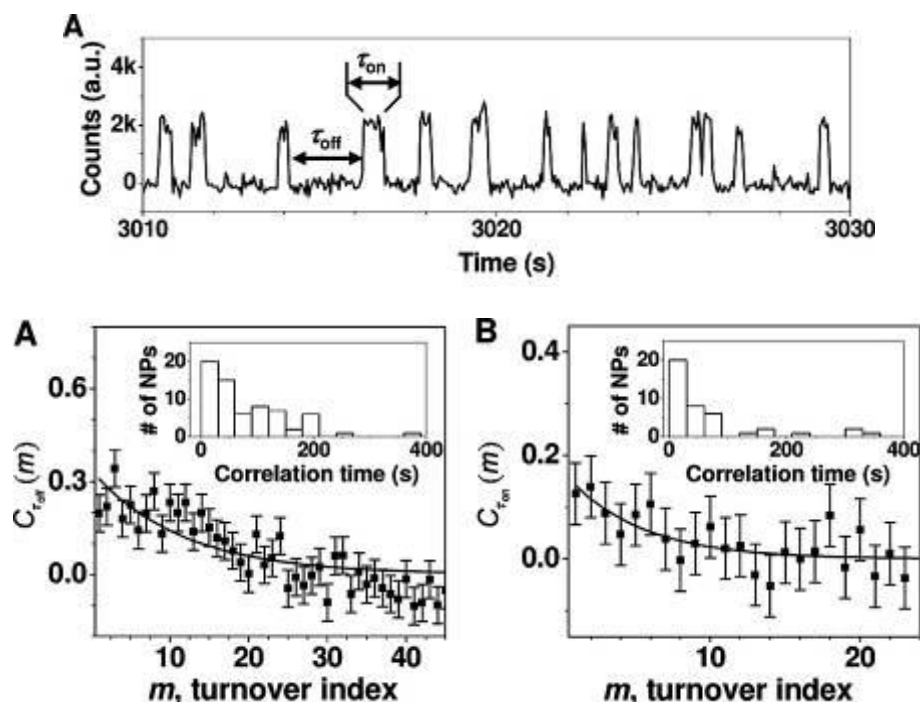 A
Counts (a.u.)
4k
2k
0
τon
τoff
3010
3020
3030
Time (s)
A
Cτoff (m)
0.6
0.3
0.0
# of NPs
20
10
0
0
200
400
Correlation time (s)
10
20
30
40
m, turnover index
B
Cτon (m)
0.4
0.2
0.0
# of NPs
20
10
0
0
200
400
Correlation time (s)
10
20
m, turnover index